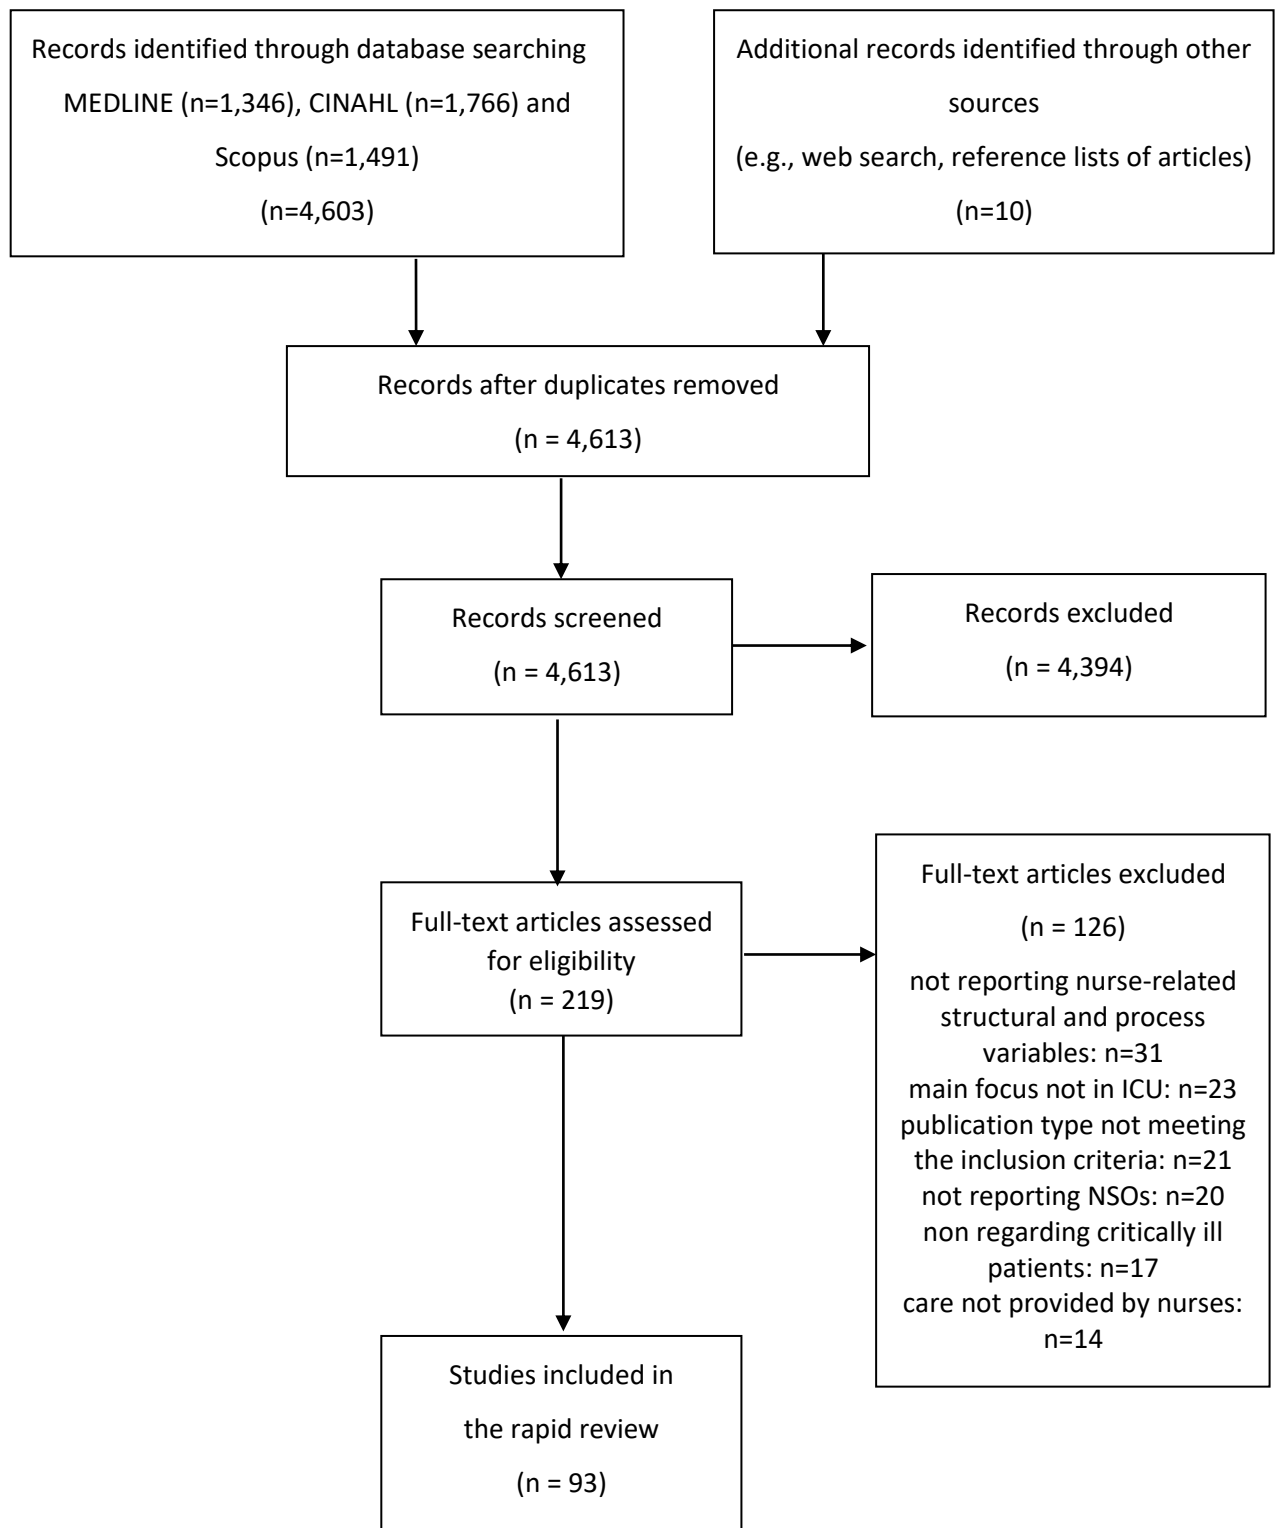 Records identified through database searching
MEDLINE (n=1,346), CINAHL (n=1,766) and
Scopus (n=1,491)
(n=4,603)
Additional records identified through other
sources
(e.g., web search, reference lists of articles)
(n=10)
Records after duplicates removed
(n = 4,613)
Records screened
(n = 4,613)
Records excluded
(n = 4,394)
Full-text articles assessed
for eligibility
(n = 219)
Full-text articles excluded
(n = 126)
not reporting nurse-related
structural and process
variables: n=31
main focus not in ICU: n=23
publication type not meeting
the inclusion criteria: n=21
not reporting NSOs: n=20
non regarding critically ill
patients: n=17
care not provided by nurses:
n=14
Studies included in
the rapid review
(n = 93)